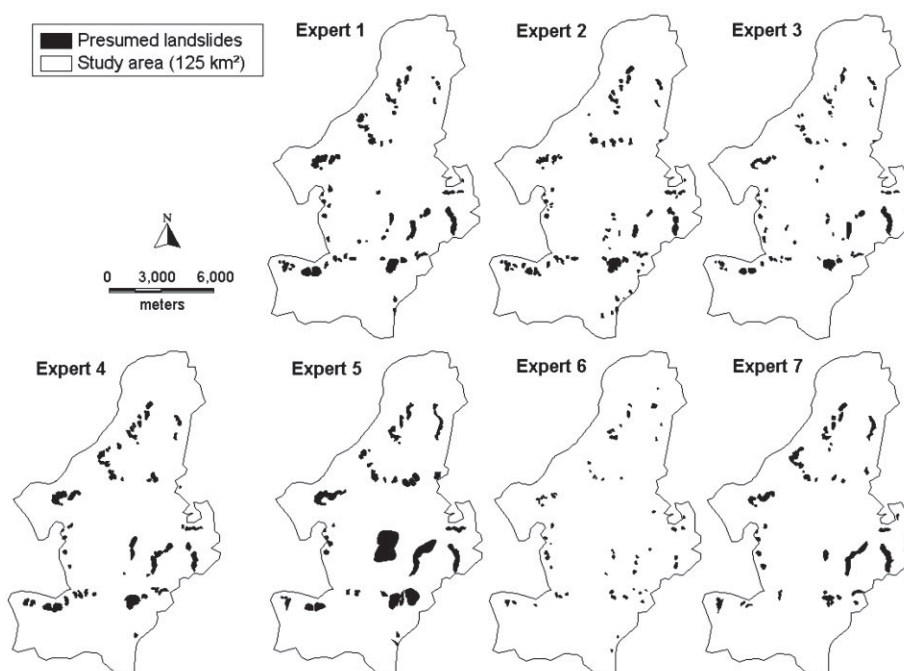 Presumed landslides
Study area (125 km²)
Expert 1
Expert 2
Expert 3
N
0 3,000 6,000
meters
Expert 4
Expert 5
Expert 6
Expert 7